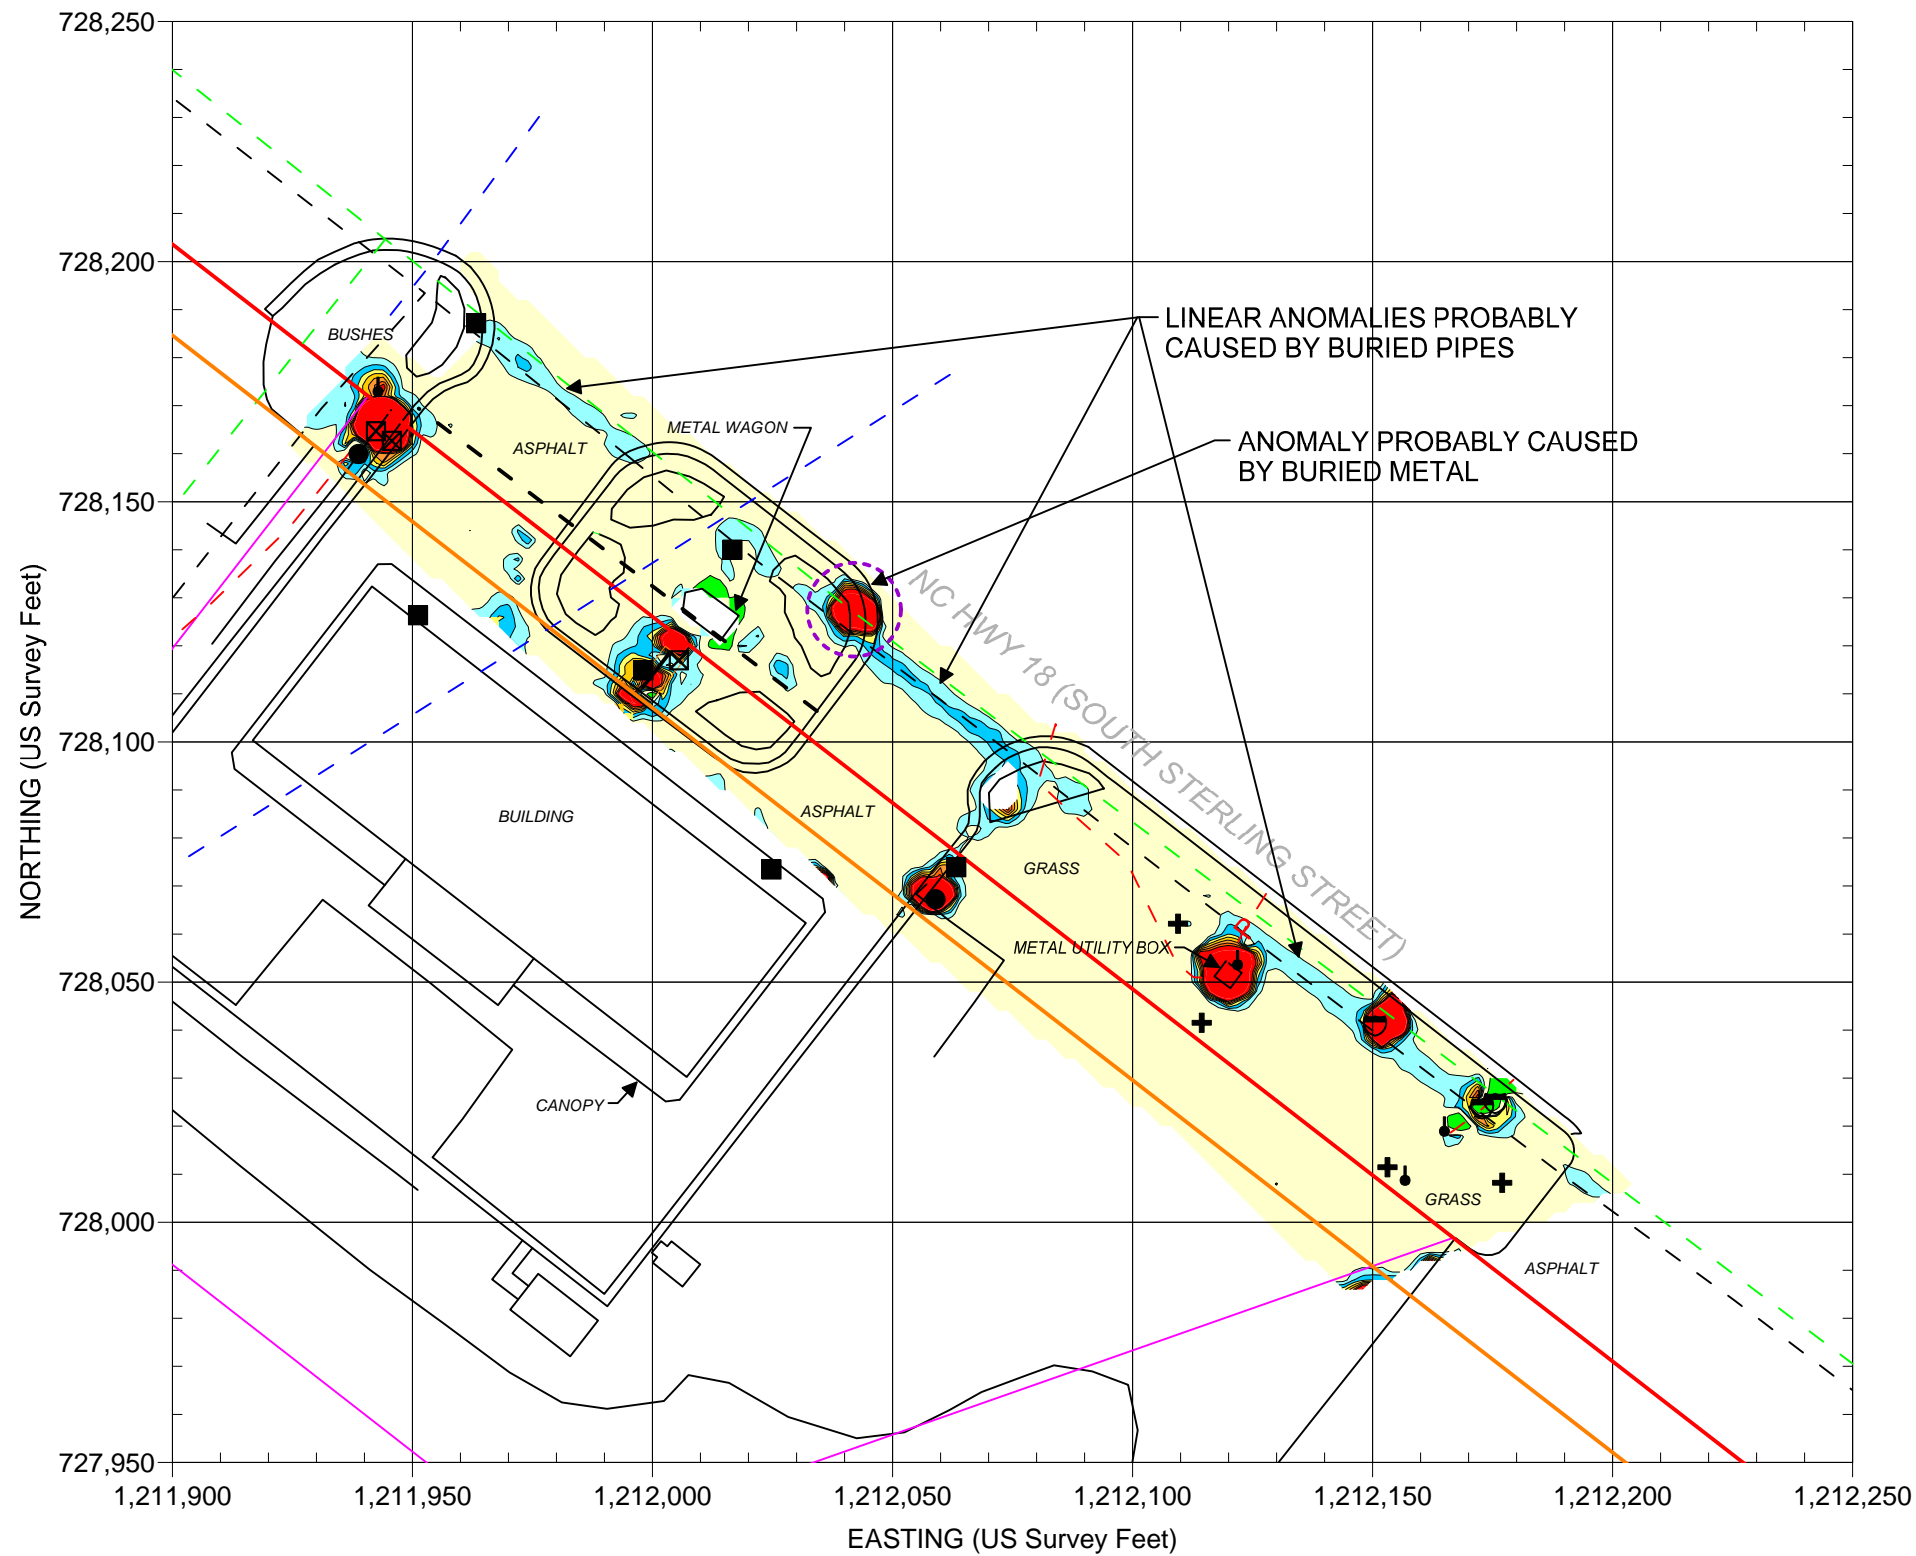 728,250
728,200
728,150
728,100
728,050
728,000
727,950
NORTHING (US Survey Feet)
1,211,900
1,211,950
1,212,000
1,212,050
1,212,100
1,212,150
1,212,200
1,212,250
EASTING (US Survey Feet)
LINEAR ANOMALIES PROBABLY
CAUSED BY BURIED PIPES
BUSHES
METAL WAGON
ASPHALT
ANOMALY PROBABLY CAUSED
BY BURIED METAL
NC HWY 18 (SOUTH STERLING STREET)
BUILDING
ASPHALT
GRASS
METAL UTILITY BOX
P
CANOPY
GRASS
ASPHALT